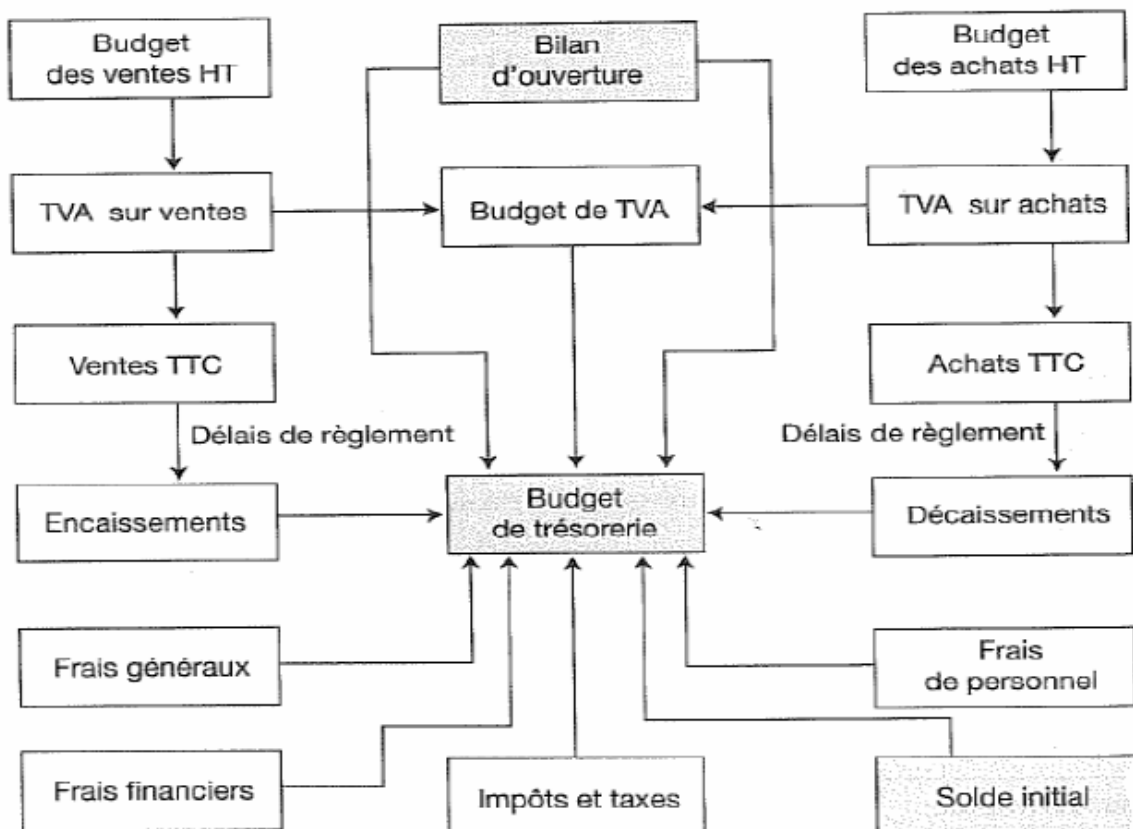 Budget
des ventes HT
Bilan
d'ouverture
Budget
des achats HT
TVA sur ventes
Budget de TVA
TVA sur achats
Ventes TTC
Achats TTC
Délais de règlement
Délais de règlement
Encaissements
Budget
de trésorerie
Décaissements
Frais généraux
Frais
de personnel
Frais financiers
Impôts et taxes
Solde initial